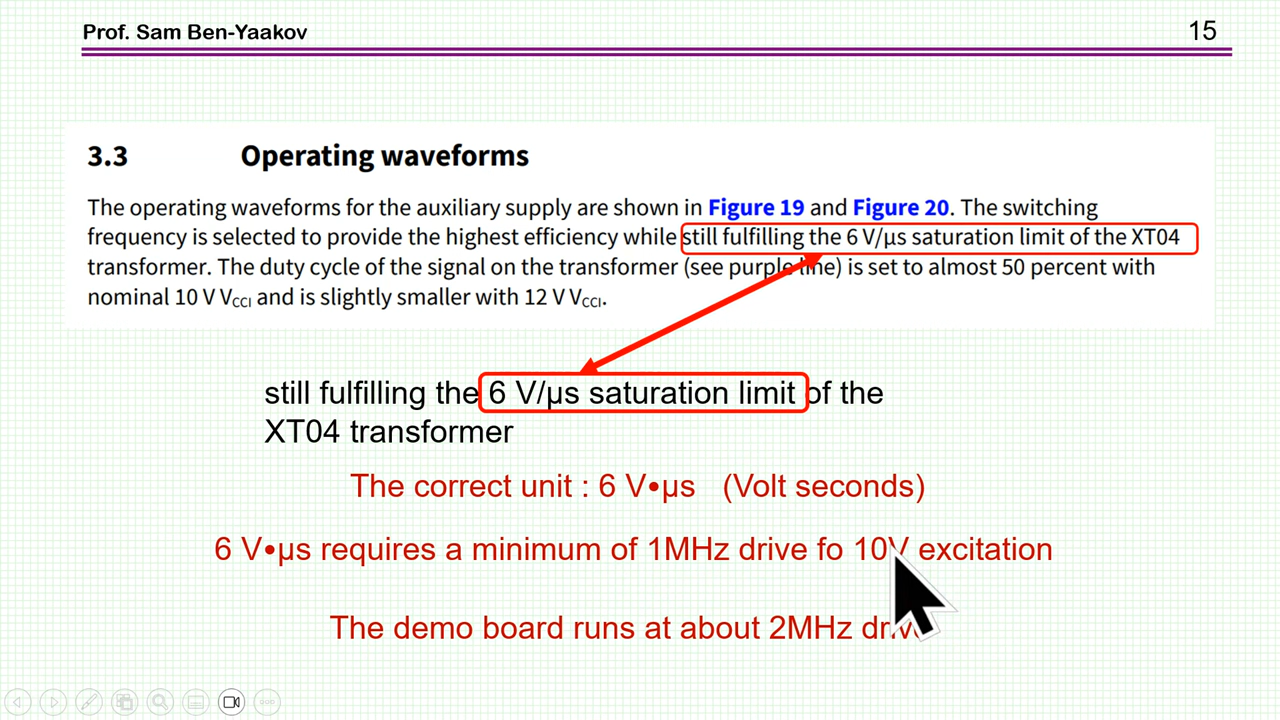 Prof. Sam Ben-Yaakov
15
3.3 Operating waveforms
The operating waveforms for the auxiliary supply are shown in Figure 19 and Figure 20. The switching
frequency is selected to provide the highest efficiency while still fulfilling the 6 V/µs saturation limit of the XT04
transformer. The duty cycle of the signal on the transformer (see purple line) is set to almost 50 percent with
nominal 10 V VCCI and is slightly smaller with 12 V VCCI.
still fulfilling the 6 V/µs saturation limit of the
XT04 transformer
The correct unit : 6 V•µs (Volt seconds)
6 V•µs requires a minimum of 1MHz drive fo 10V excitation
The demo board runs at about 2MHz drive